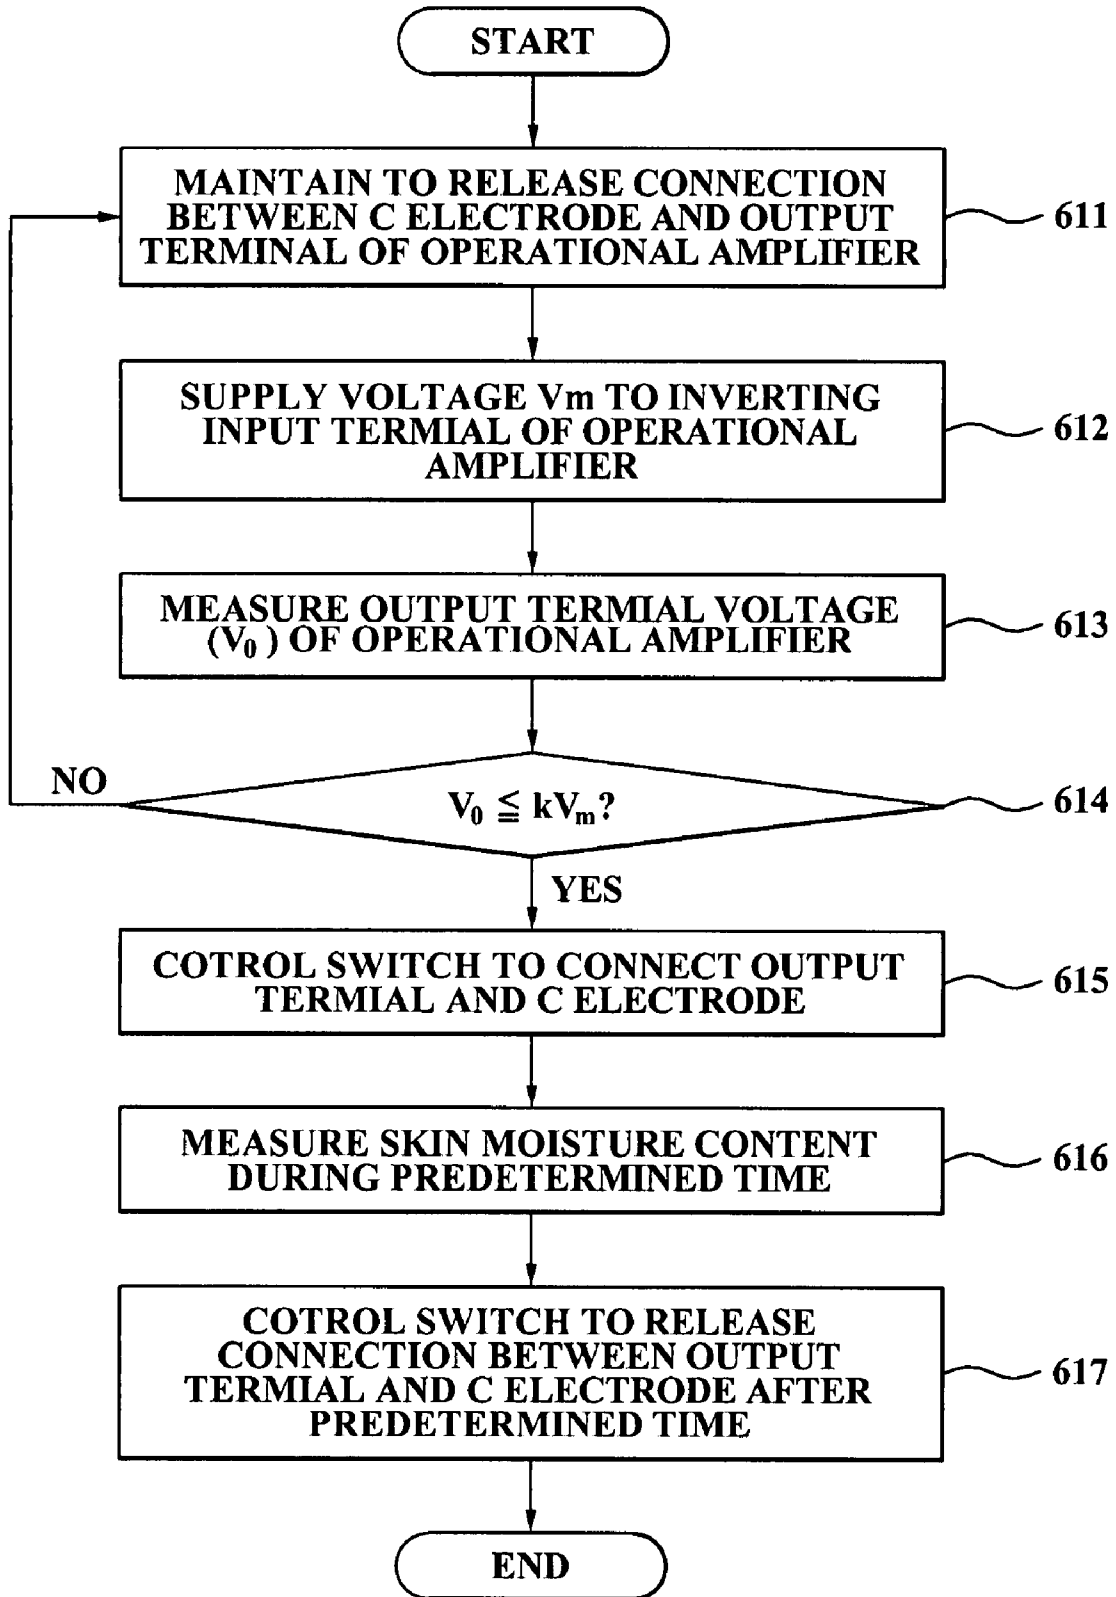 START
MAINTAIN TO RELEASE CONNECTION
BETWEEN C ELECTRODE AND OUTPUT
TERMINAL OF OPERATIONAL AMPLIFIER
611
SUPPLY VOLTAGE Vm TO INVERTING
INPUT TERMIAL OF OPERATIONAL
AMPLIFIER
612
MEASURE OUTPUT TERMIAL VOLTAGE
(V₀) OF OPERATIONAL AMPLIFIER
613
V₀ ≦ kVₘ?
614
NO
YES
COTROL SWITCH TO CONNECT OUTPUT
TERMIAL AND C ELECTRODE
615
MEASURE SKIN MOISTURE CONTENT
DURING PREDETERMINED TIME
616
COTROL SWITCH TO RELEASE
CONNECTION BETWEEN OUTPUT
TERMIAL AND C ELECTRODE AFTER
PREDETERMINED TIME
617
END